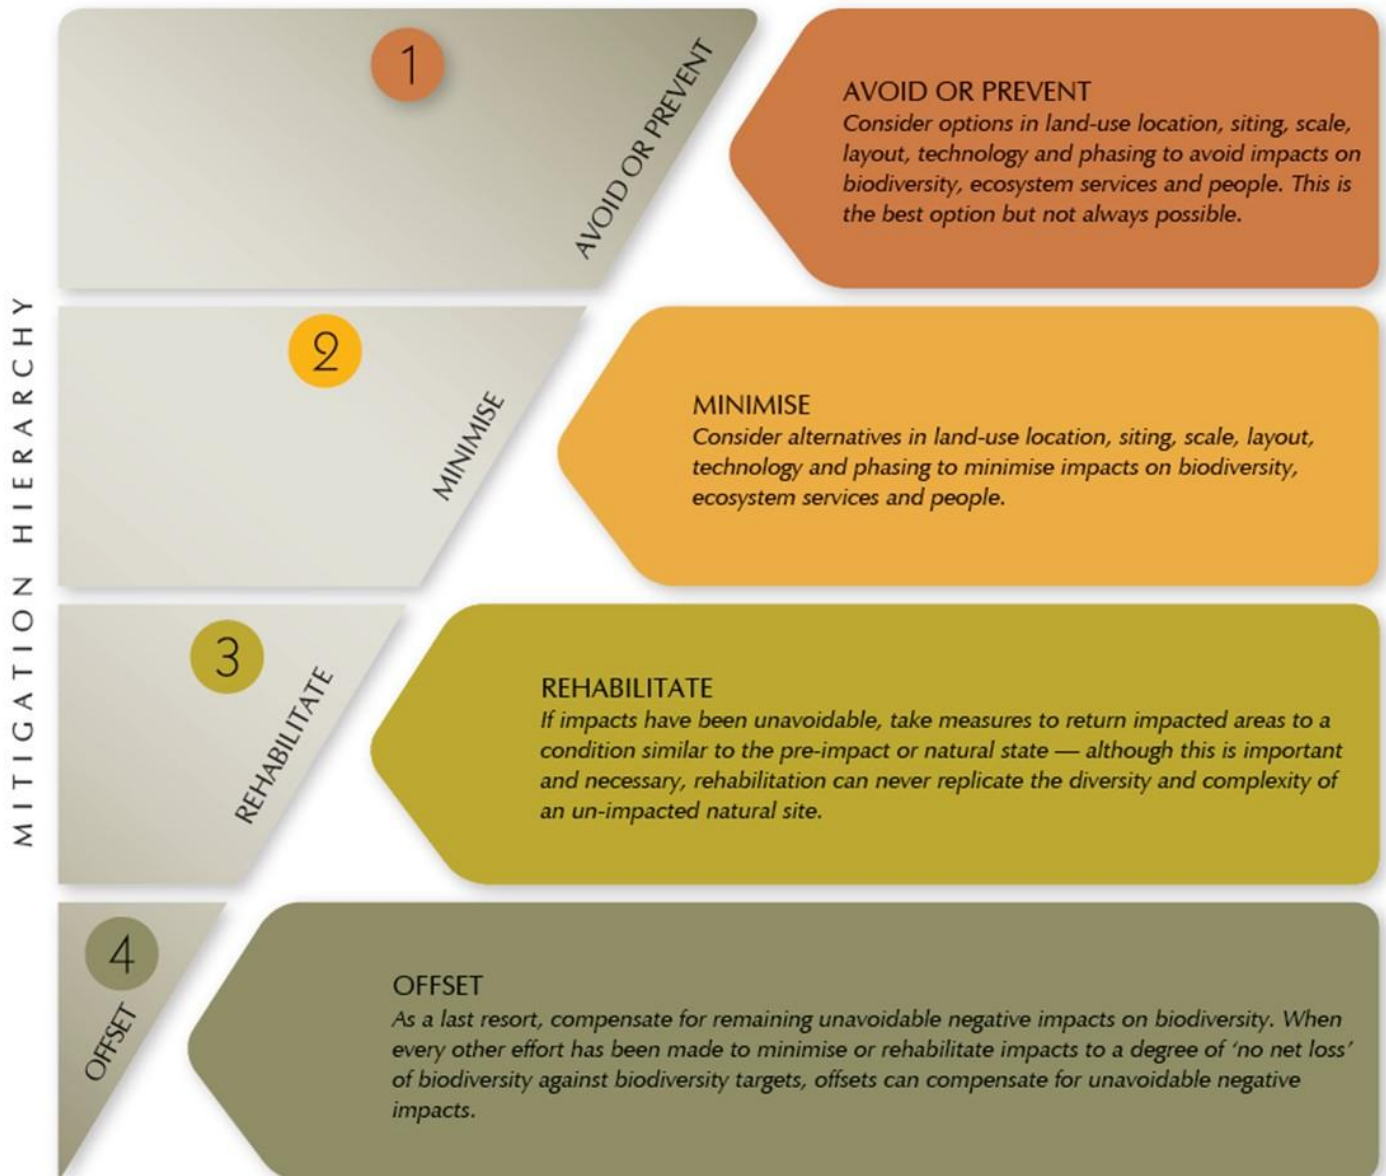 MITIGATION HIERARCHY
1
AVOID OR PREVENT
AVOID OR PREVENT
Consider options in land-use location, siting, scale,
layout, technology and phasing to avoid impacts on
biodiversity, ecosystem services and people. This is
the best option but not always possible.
2
MINIMISE
MINIMISE
Consider alternatives in land-use location, siting, scale, layout,
technology and phasing to minimise impacts on biodiversity,
ecosystem services and people.
3
REHABILITATE
REHABILITATE
If impacts have been unavoidable, take measures to return impacted areas to a
condition similar to the pre-impact or natural state — although this is important
and necessary, rehabilitation can never replicate the diversity and complexity of
an un-impacted natural site.
4
OFFSET
OFFSET
As a last resort, compensate for remaining unavoidable negative impacts on biodiversity. When
every other effort has been made to minimise or rehabilitate impacts to a degree of ‘no net loss’
of biodiversity against biodiversity targets, offsets can compensate for unavoidable negative
impacts.